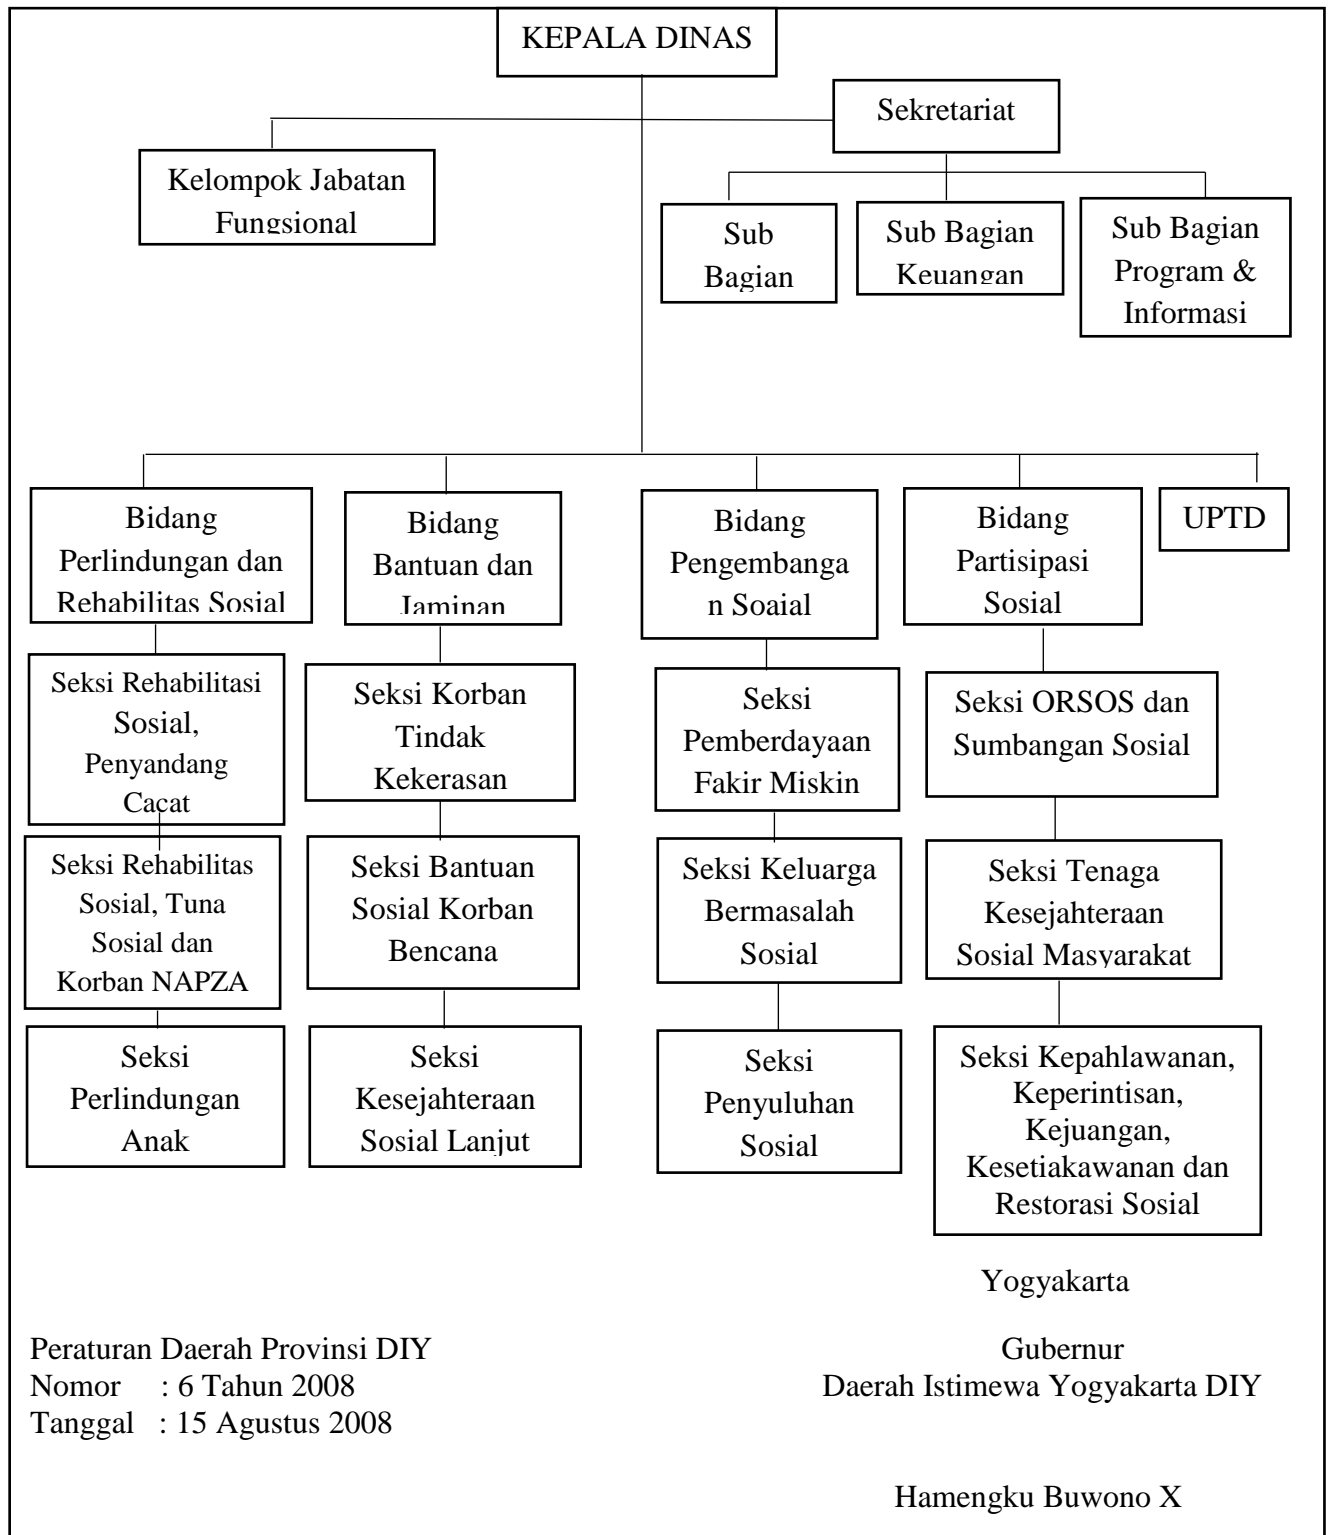 KEPALA DINAS
Sekretariat
Kelompok Jabatan
Fungsional
Sub
Bagian
Sub Bagian
Keuangan
Sub Bagian
Program &
Informasi
Bidang
Perlindungan dan
Rehabilitas Sosial
Bidang
Bantuan dan
Jaminan
Bidang
Pengembanga
n Soaial
Bidang
Partisipasi
Sosial
UPTD
Seksi Rehabilitasi
Sosial,
Penyandang
Cacat
Seksi Korban
Tindak
Kekerasan
Seksi
Pemberdayaan
Fakir Miskin
Seksi ORSOS dan
Sumbangan Sosial
Seksi Rehabilitas
Sosial, Tuna
Sosial dan
Korban NAPZA
Seksi Bantuan
Sosial Korban
Bencana
Seksi Keluarga
Bermasalah
Sosial
Seksi Tenaga
Kesejahteraan
Sosial Masyarakat
Seksi
Perlindungan
Anak
Seksi
Kesejahteraan
Sosial Lanjut
Seksi
Penyuluhan
Sosial
Seksi Kepahlawanan,
Keperintisan,
Kejuangan,
Kesetiakawanan dan
Restorasi Sosial
Yogyakarta
Peraturan Daerah Provinsi DIY
Nomor : 6 Tahun 2008
Tanggal : 15 Agustus 2008
Gubernur
Daerah Istimewa Yogyakarta DIY
Hamengku Buwono X